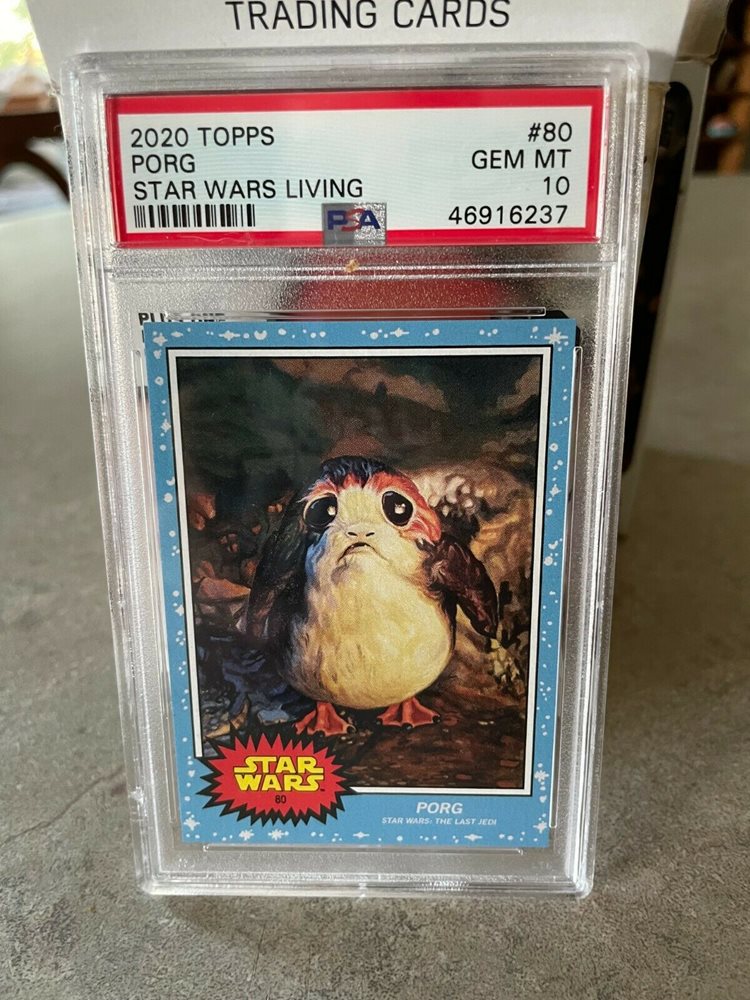 TRADING CARDS
2020 TOPPS #80
PORG GEM MT
STAR WARS LIVING 10
PSA 46916237
STAR
WARS
80
PORG
STAR WARS: THE LAST JEDI